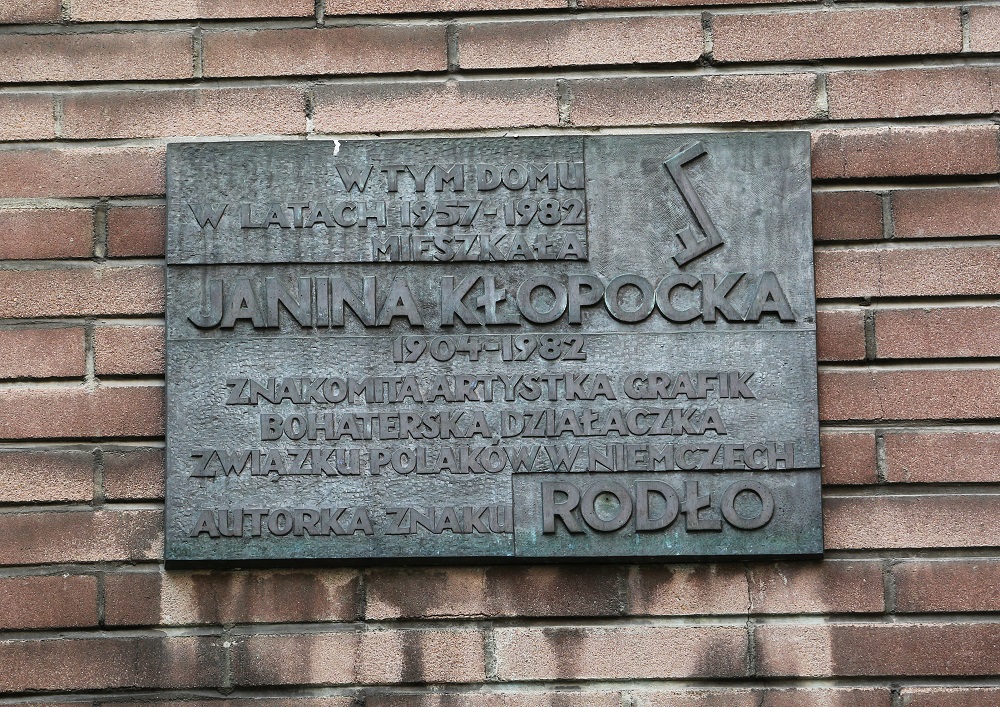 W TYM DOMU
W LATACH 1957-1982
MIESZKAŁA
JANINA KŁOPOCKA
1904-1982
ZNAKOMITA ARTYSTKA GRAFIK
BOHATERSKA DZIAŁACZKA
ZWIĄZKU POLAKÓW W NIEMCZECH
AUTORKA ZNAKU RODŁO